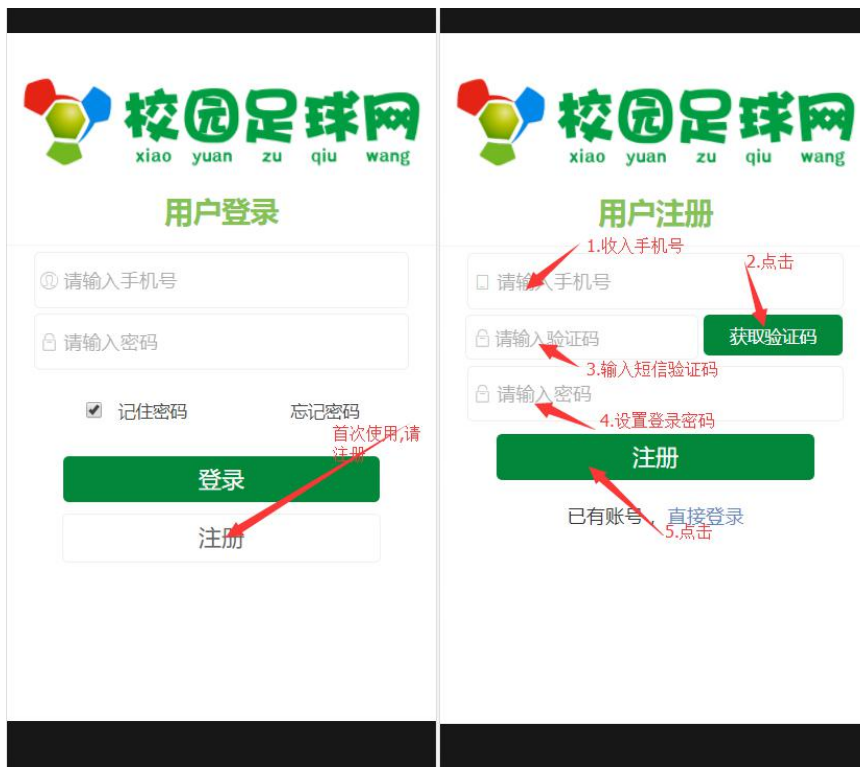 校园足球网
xiao yuan zu qiu wang
用户登录
请输入手机号
请输入密码
记住密码 忘记密码
首次使用,请
注册
登录
注册
校园足球网
xiao yuan zu qiu wang
用户注册
1.收入手机号
2.点击
请输入手机号
请输入验证码 获取验证码
3.输入短信验证码
请输入密码
4.设置登录密码
注册
已有账号，直接登录
5.点击